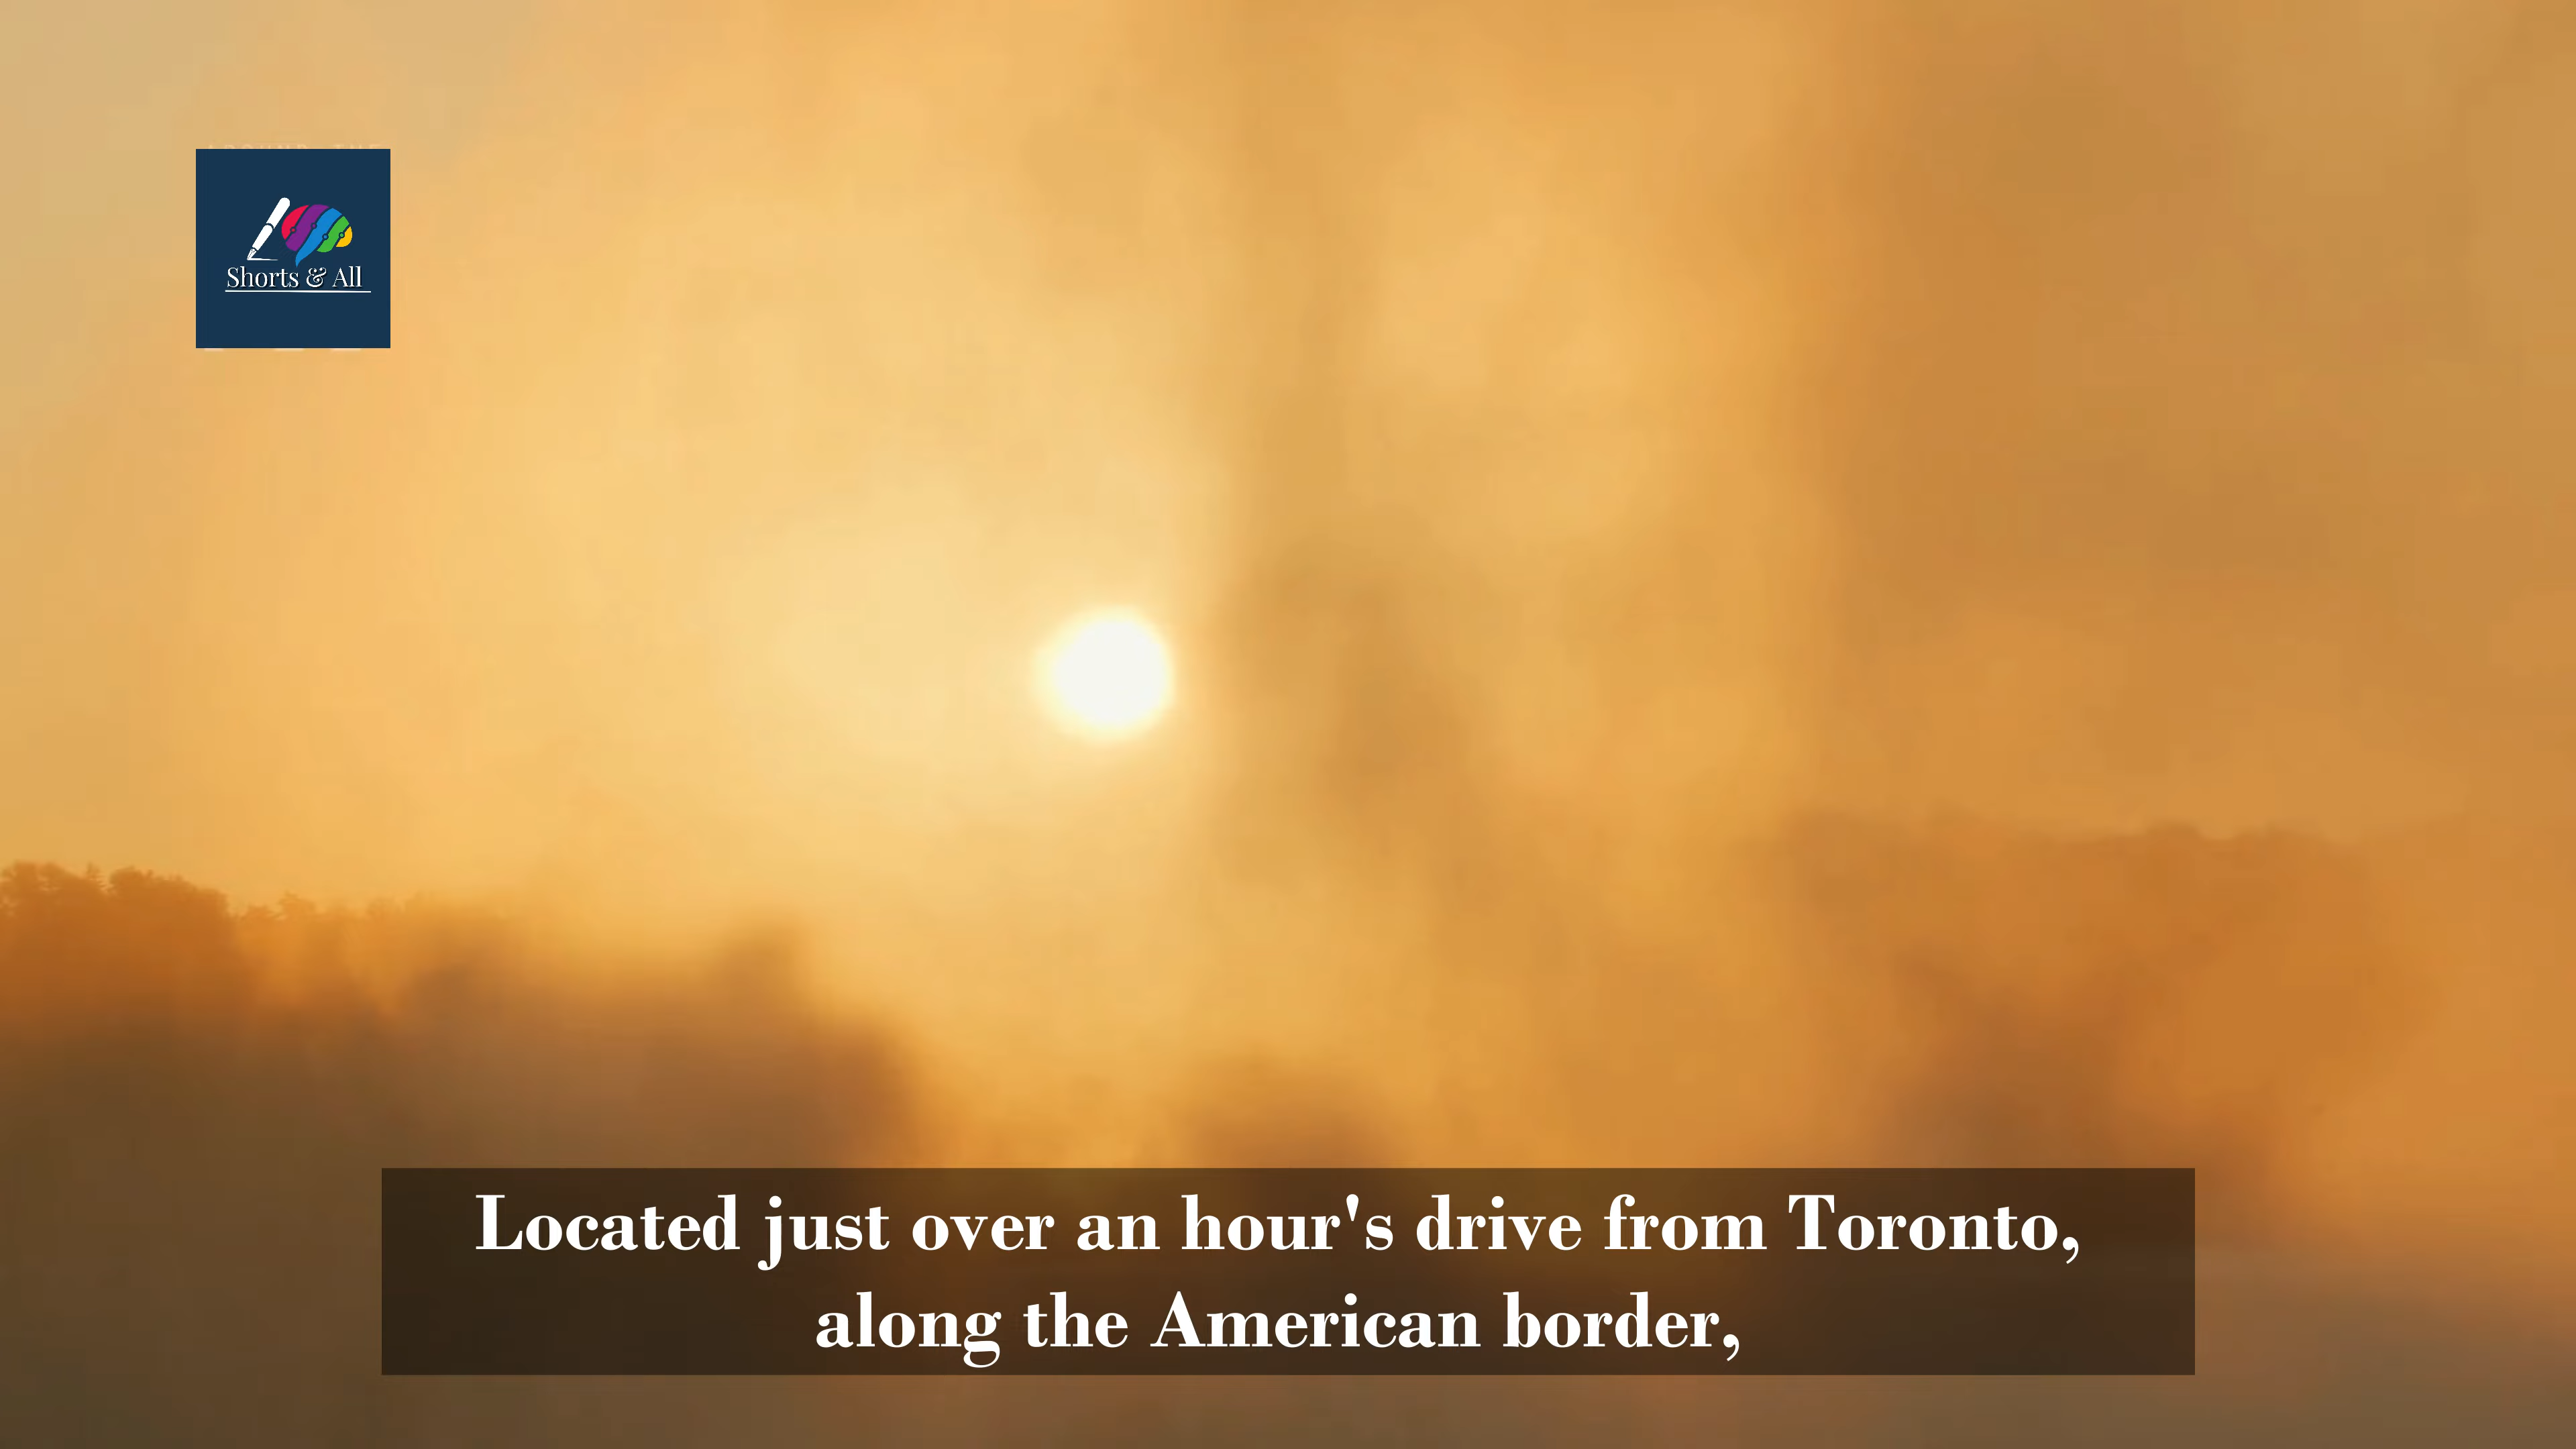 Shorts & All
Located just over an hour's drive from Toronto,
along the American border,